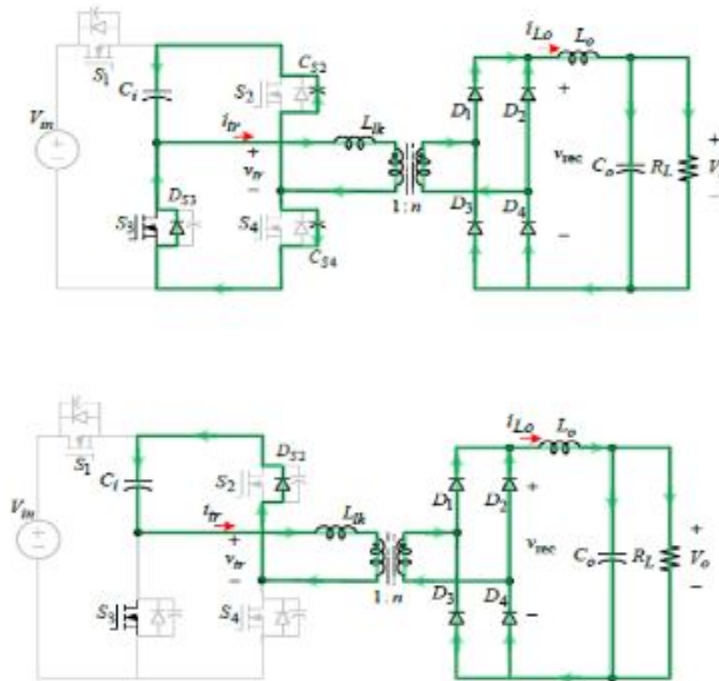 S1
Ci
S2
CS2
Vin
itr
Llk
+
vtr
−
DS3
S3
S4
CS4
1:n
iLo
Lo
D1
D2
+
vrec
Co
RL
+
V
−
D3
D4
−
S1
Ci
DS2
S2
Vin
itr
Llk
+
vtr
−
S3
S4
1:n
iLo
Lo
D1
D2
+
vrec
Co
RL
+
Vo
−
D3
D4
−